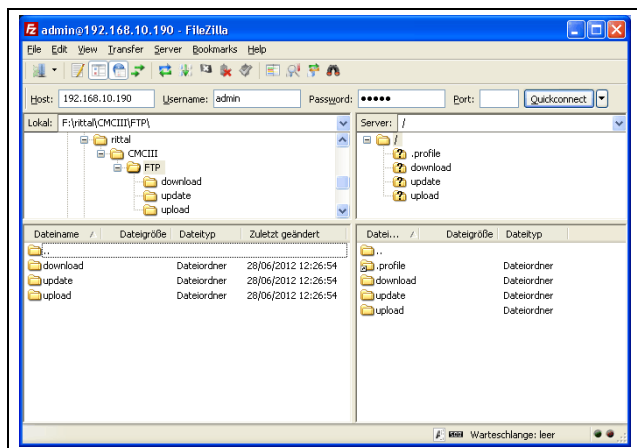 admin@192.168.10.190 - FileZilla
File Edit View Transfer Server Bookmarks Help
Host: 192.168.10.190 Username: admin Password: ●●●●● Port: Quickconnect
Lokal: F:\rittal\CMCIII\FTP\
rittal
CMCIII
FTP
download
update
upload
Server: /
/
.profile
download
update
upload
Dateiname / Dateigröße Dateityp Zuletzt geändert
..
download Dateiordner 28/06/2012 12:26:54
update Dateiordner 28/06/2012 12:26:54
upload Dateiordner 28/06/2012 12:26:54
Datei... / Dateigröße Dateityp
..
.profile Dateiordner
download Dateiordner
update Dateiordner
upload Dateiordner
Warteschlange: leer